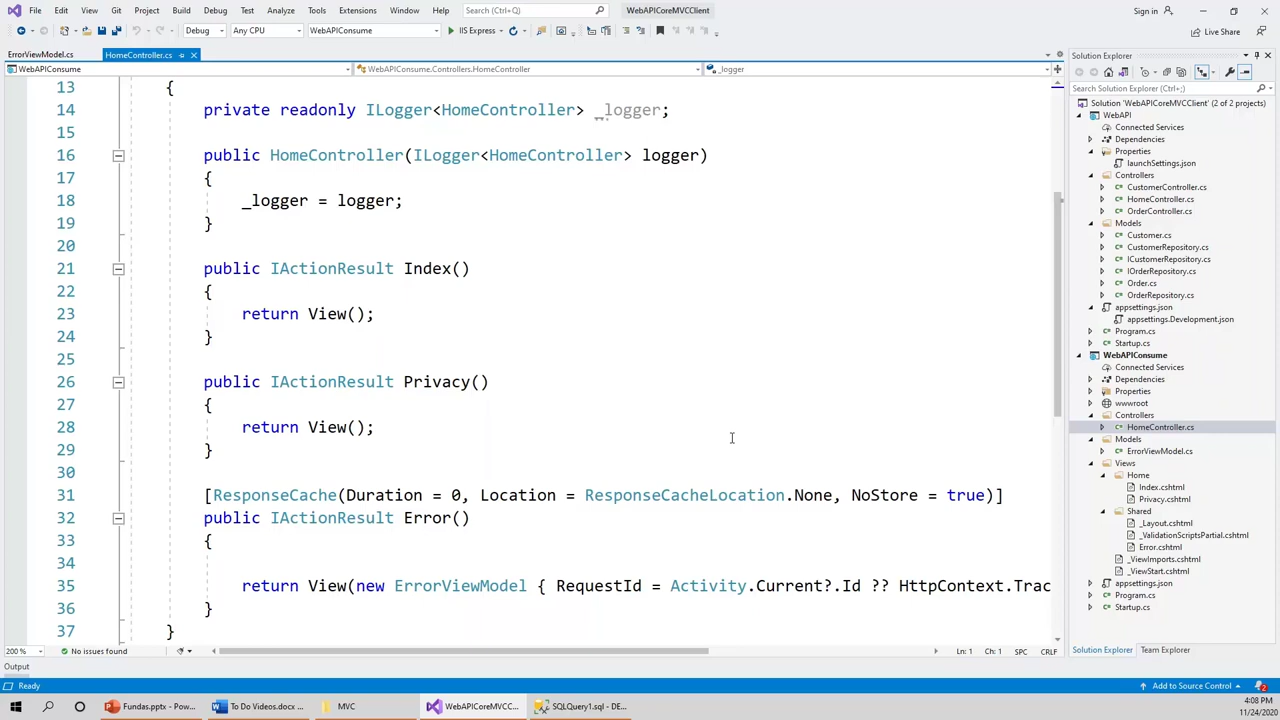 File Edit View Project Build Debug Test Analyze Tools Extensions Window Help Search (Ctrl+Q) WebAPICoreMVCClient Sign in
Debug Any CPU WebAPIConsume IIS Express Live Share
ErrorViewModel.cs HomeController.cs
WebAPIConsume WebAPIConsume.Controllers.HomeController _logger
13 {
14 private readonly ILogger<HomeController> _logger;
15
16 public HomeController(ILogger<HomeController> logger)
17 {
18 _logger = logger;
19 }
20
21 public IActionResult Index()
22 {
23 return View();
24 }
25
26 public IActionResult Privacy()
27 {
28 return View();
29 }
30
31 [ResponseCache(Duration = 0, Location = ResponseCacheLocation.None, NoStore = true)]
32 public IActionResult Error()
33 {
34
35 return View(new ErrorViewModel { RequestId = Activity.Current?.Id ?? HttpContext.Trac
36 }
37 }
200 % No issues found Ln: 1 Ch: 1 SPC CRLF
Output
Solution Explorer
Search Solution Explorer (Ctrl+;)
Solution 'WebAPICoreMVCClient' (2 of 2 projects)
WebAPI
Connected Services
Dependencies
Properties
launchSettings.json
Controllers
CustomerController.cs
HomeController.cs
OrderController.cs
Models
Customer.cs
CustomerRepository.cs
ICustomerRepository.cs
IOrderRepository.cs
Order.cs
OrderRepository.cs
appsettings.json
appsettings.Development.json
Program.cs
Startup.cs
WebAPIConsume
Connected Services
Dependencies
Properties
wwwroot
Controllers
HomeController.cs
Models
ErrorViewModel.cs
Views
Home
Index.cshtml
Privacy.cshtml
Shared
_Layout.cshtml
_ValidationScriptsPartial.cshtml
Error.cshtml
_ViewImports.cshtml
_ViewStart.cshtml
appsettings.json
Program.cs
Startup.cs
Solution Explorer Team Explorer
Ready Add to Source Control 2
Fundas.pptx - Pow... To Do Videos.docx ... MVC WebAPICoreMVCC... SQLQuery1.sql - DE... 4:08 PM
11/24/2020